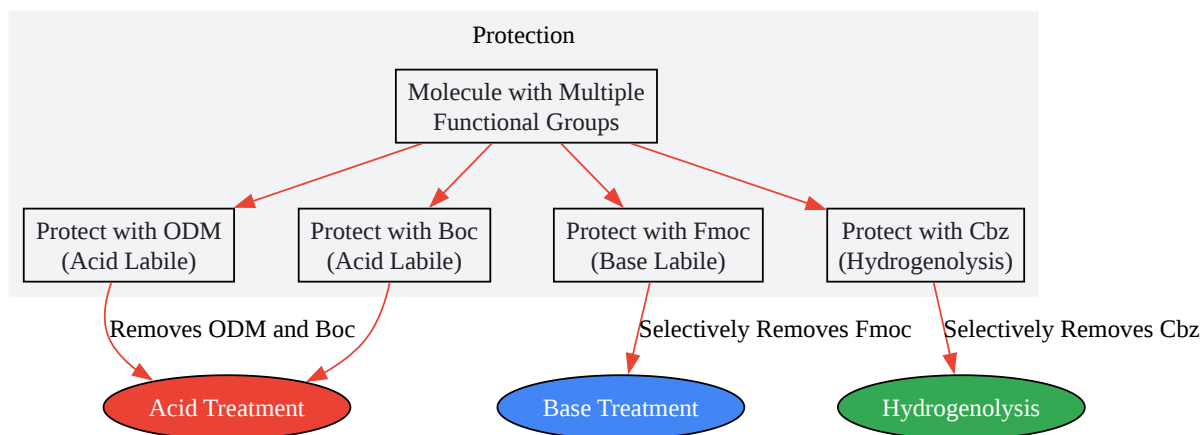 Protection
Molecule with Multiple
Functional Groups
Protect with ODM
(Acid Labile)
Protect with Boc
(Acid Labile)
Protect with Fmoc
(Base Labile)
Protect with Cbz
(Hydrogenolysis)
Removes ODM and Boc
Selectively Removes Fmoc
Selectively Removes Cbz
Acid Treatment
Base Treatment
Hydrogenolysis